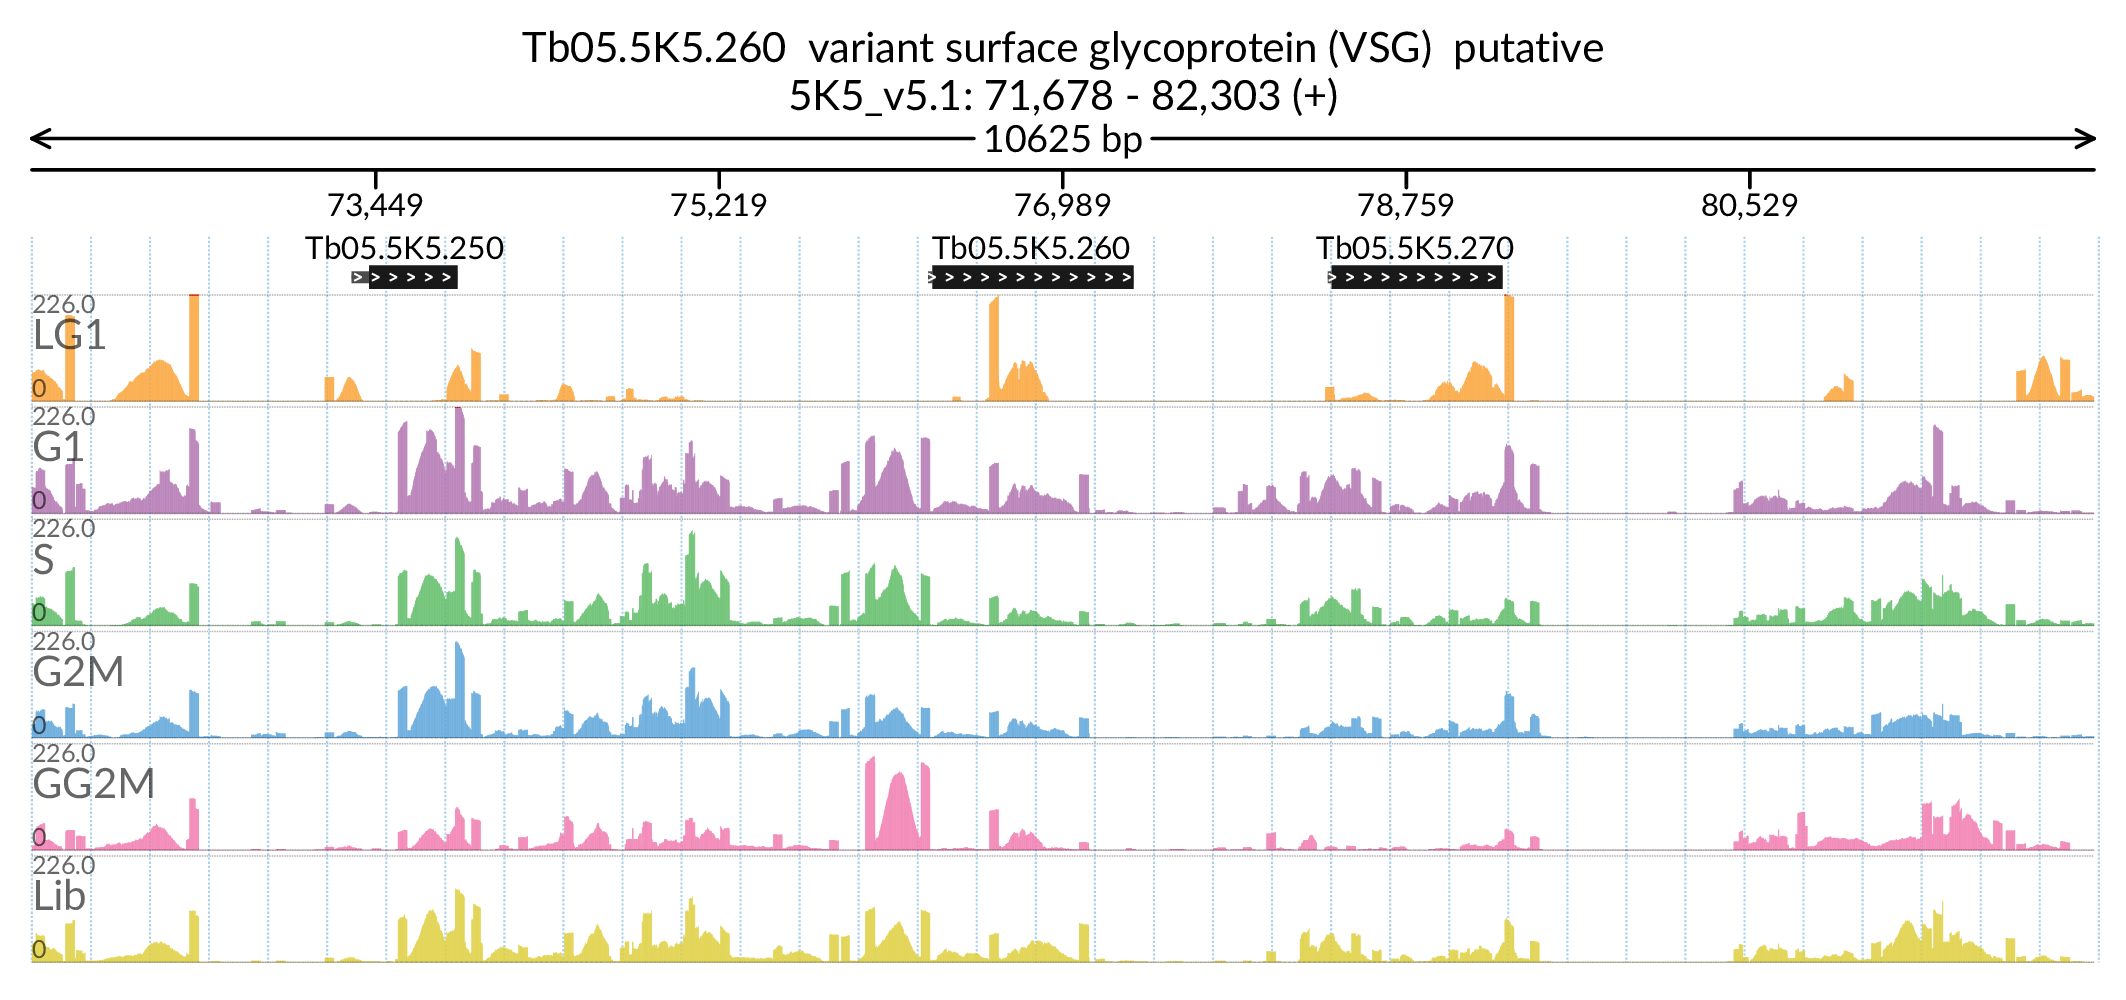 Tb05.5K5.260 variant surface glycoprotein (VSG) putative
5K5_v5.1: 71,678 - 82,303 (+)
10625 bp
73,449 75,219 76,989 78,759 80,529
Tb05.5K5.250 Tb05.5K5.260 Tb05.5K5.270
226.0
LG1
0
226.0
G1
0
226.0
S
0
226.0
G2M
0
226.0
GG2M
0
226.0
Lib
0